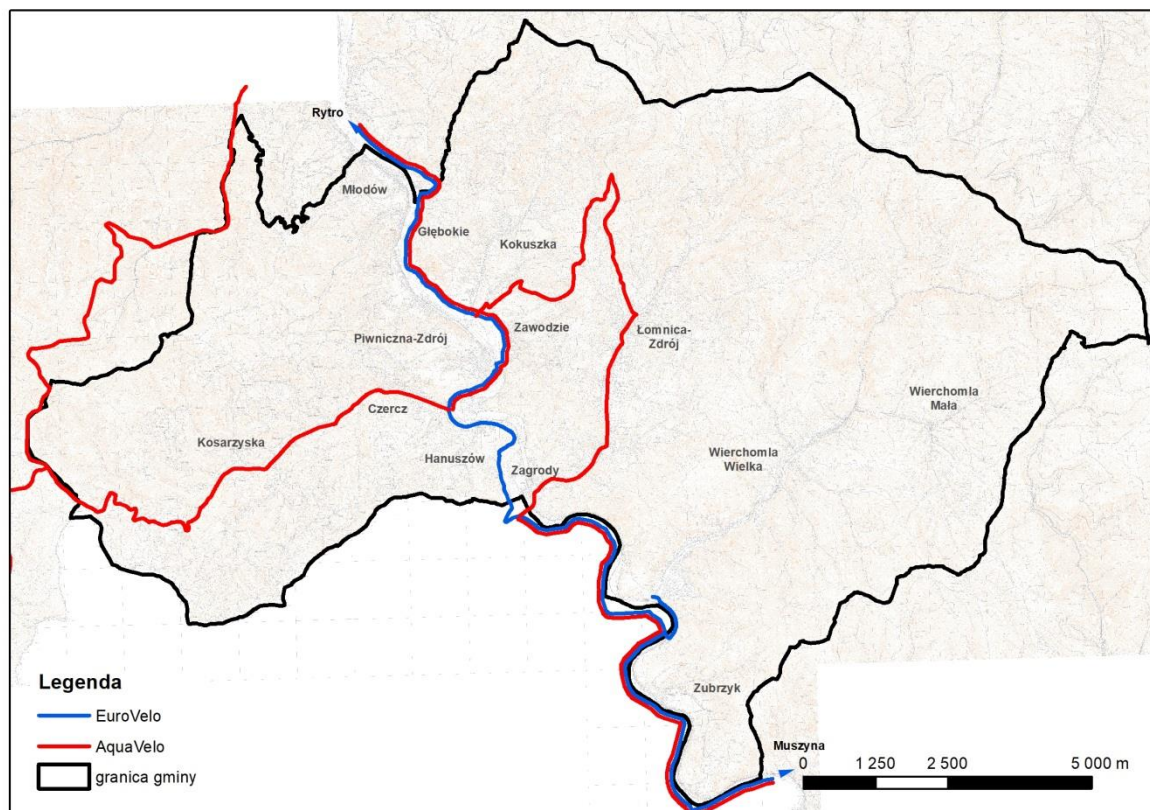 Rytro
Młodów
Głębokie
Kokuszka
Piwniczna-Zdrój
Zawodzie
Łomnica-
Zdrój
Czercz
Wierchomla
Mała
Kosarzyska
Hanuszów
Zagrody
Wierchomla
Wielka
Zubrzyk
Muszyna
Legenda
EuroVelo
AquaVelo
granica gminy
0 1 250 2 500 5 000 m